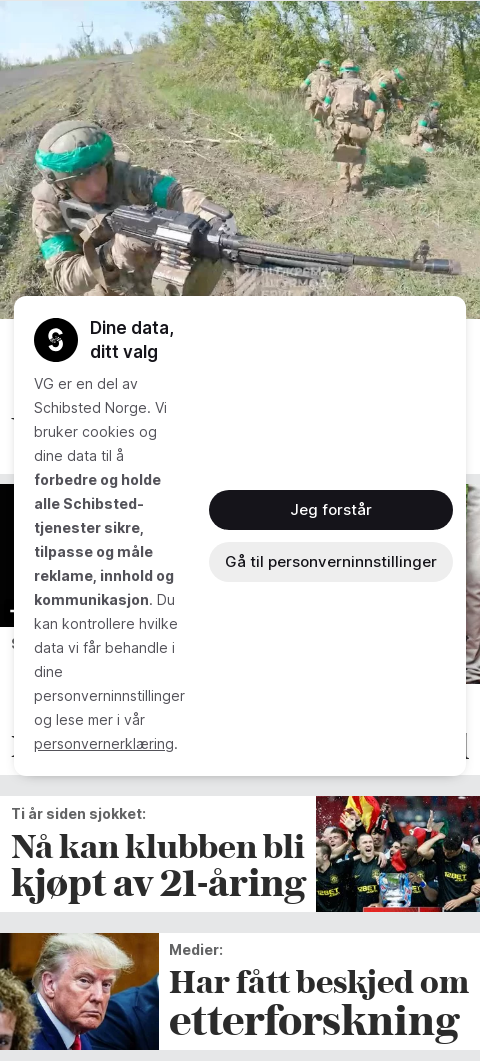 Dine data,
ditt valg
VG er en del av
Schibsted Norge. Vi
bruker cookies og
dine data til å
forbedre og holde
alle Schibsted-
tjenester sikre,
tilpasse og måle
reklame, innhold og
kommunikasjon. Du
kan kontrollere hvilke
data vi får behandle i
dine
personverninnstillinger
og lese mer i vår
personvernerklæring.
Jeg forstår
Gå til personverninnstillinger
Ti år siden sjokket:
Nå kan klubben bli
kjøpt av 21-åring
Medier:
Har fått beskjed om
etterforskning